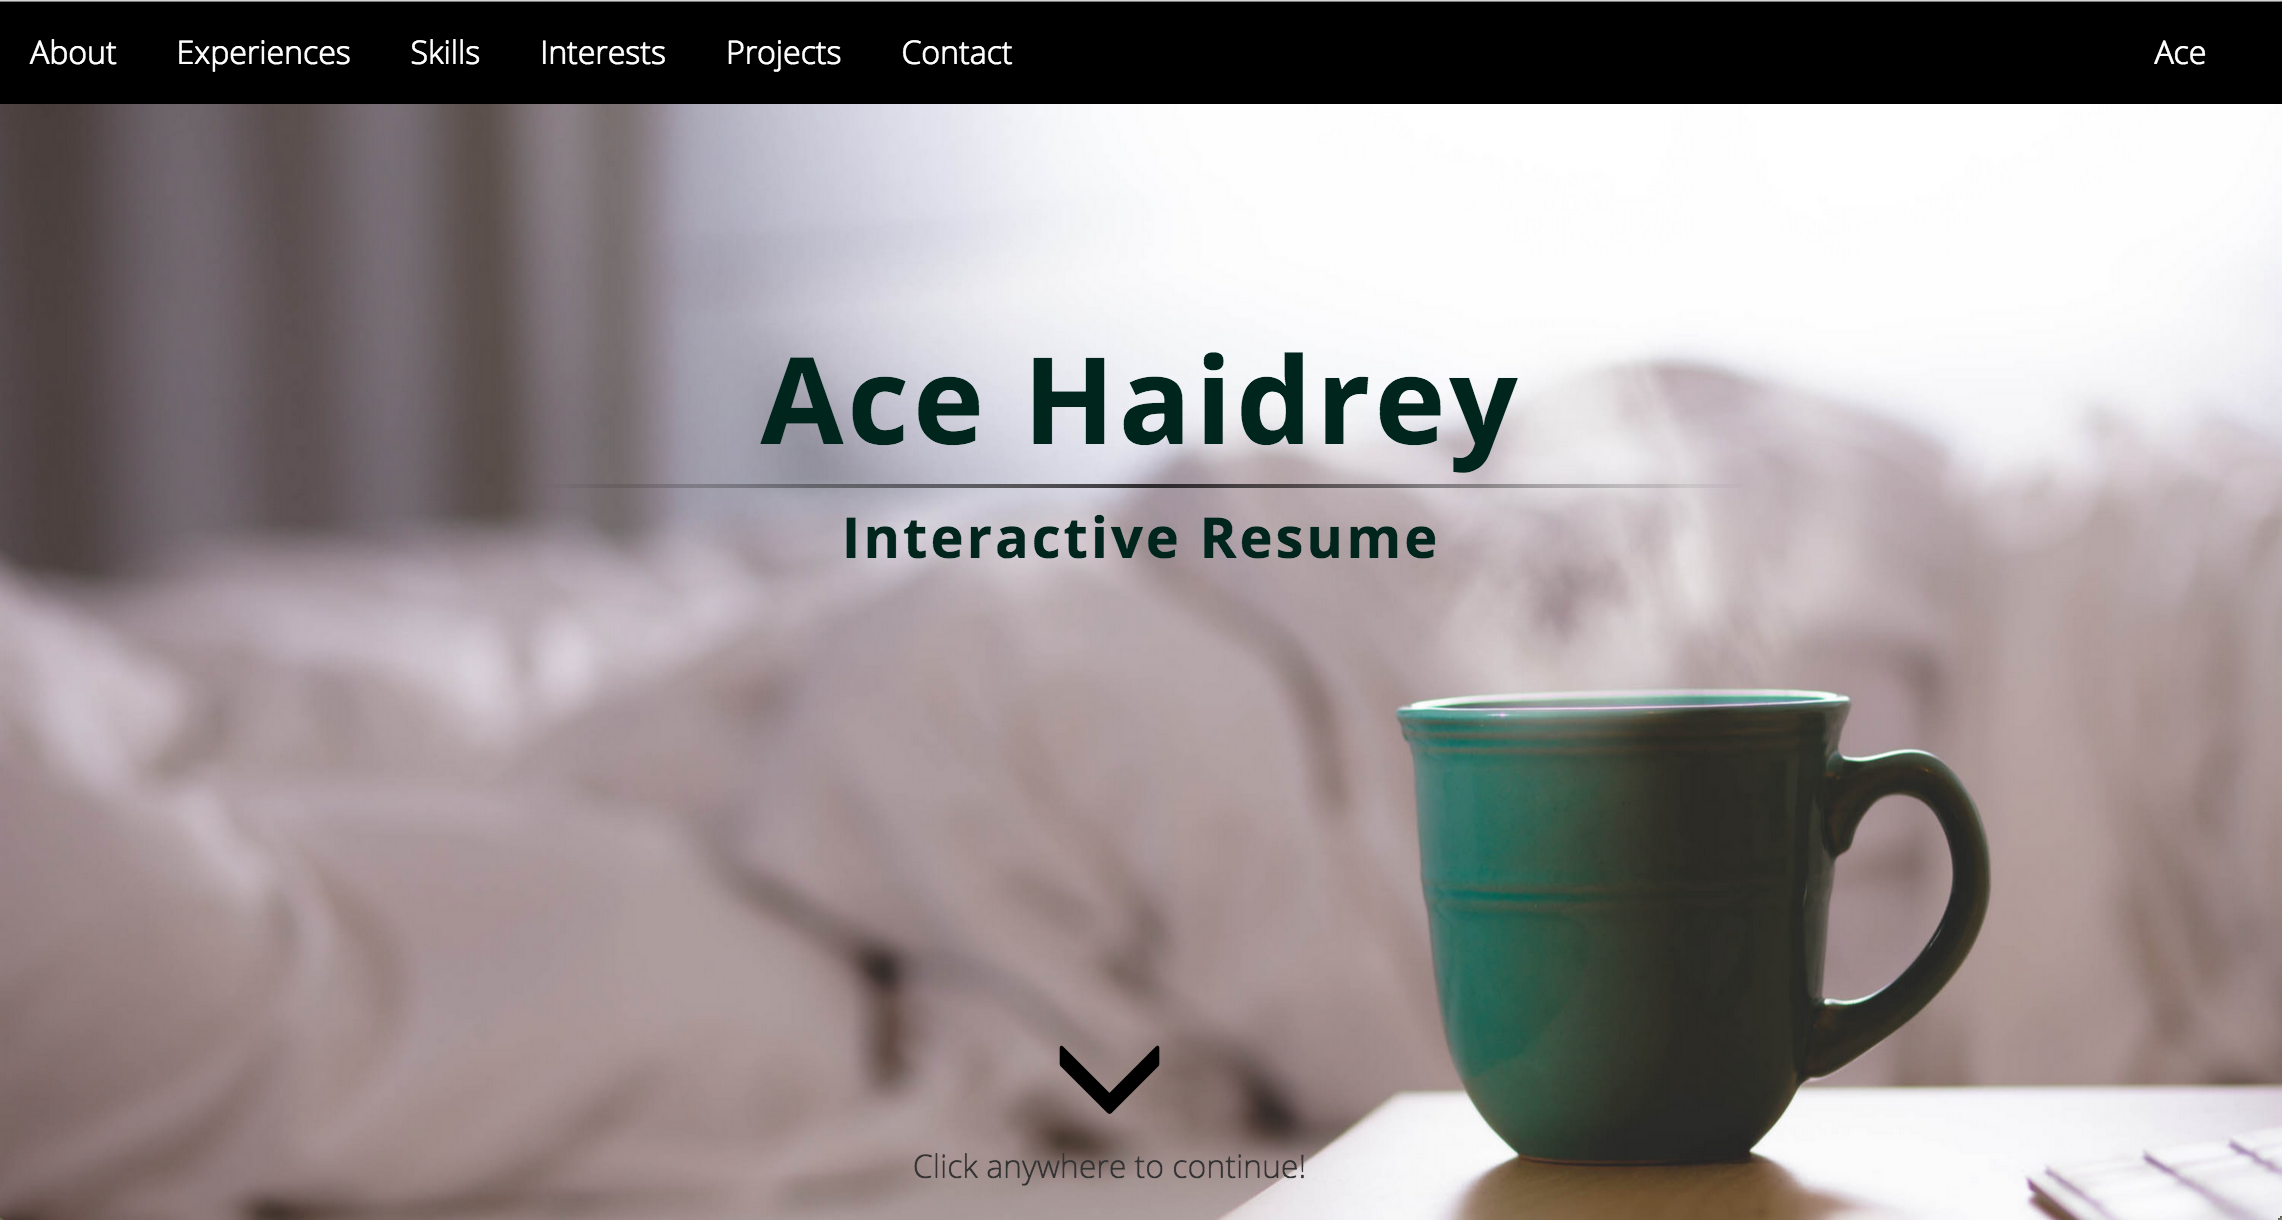 About Experiences Skills Interests Projects Contact Ace
Ace Haidrey
Interactive Resume
Click anywhere to continue!